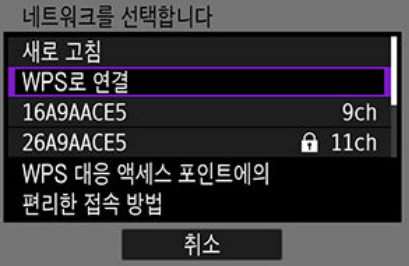 네트워크를 선택합니다
새로 고침
WPS로 연결
16A9AACE5 9ch
26A9AACE5 11ch
WPS 대응 액세스 포인트에의
편리한 접속 방법
취소